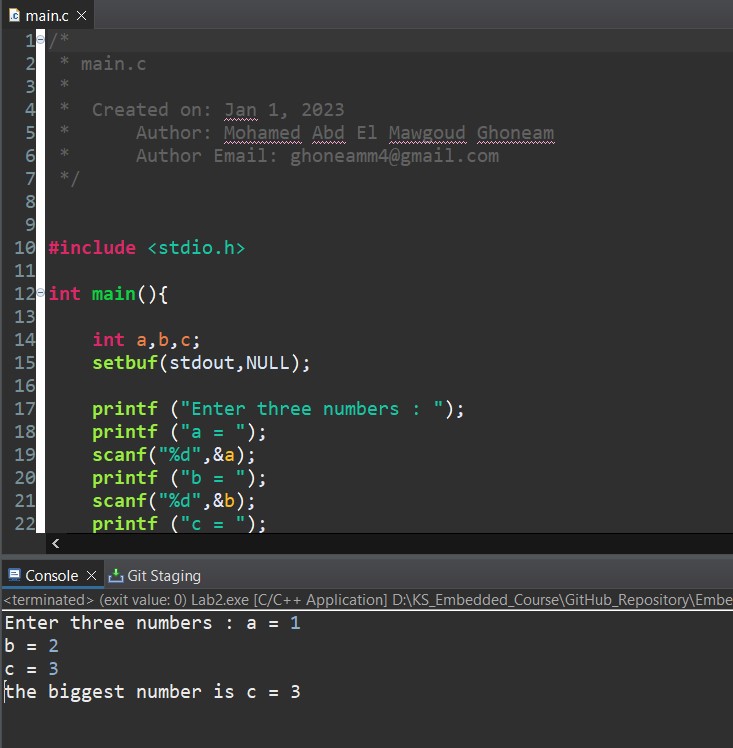 main.c
1 /*
2  * main.c
3  *
4  *  Created on: Jan 1, 2023
5  *      Author: Mohamed Abd El Mawgoud Ghoneam
6  *      Author Email: ghoneamm4@gmail.com
7  */
8
9
10 #include <stdio.h>
11
12 int main(){
13
14     int a,b,c;
15     setbuf(stdout,NULL);
16
17     printf ("Enter three numbers : ");
18     printf ("a = ");
19     scanf("%d",&a);
20     printf ("b = ");
21     scanf("%d",&b);
22     printf ("c = ");
Console Git Staging
<terminated> (exit value: 0) Lab2.exe [C/C++ Application] D:\KS_Embedded_Course\GitHub_Repository\Embe
Enter three numbers : a = 1
b = 2
c = 3
the biggest number is c = 3